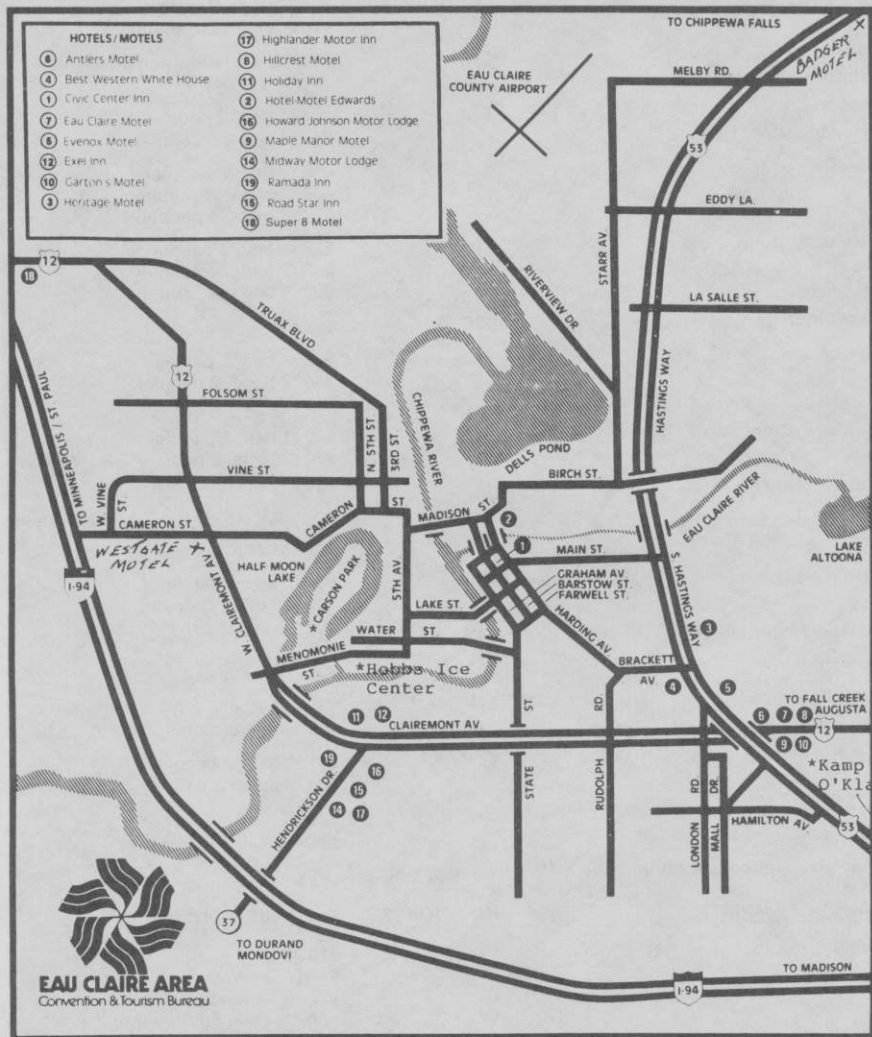 HOTELS/MOTELS
6 Antlers Motel
4 Best Western White House
1 Civic Center Inn
7 Eau Claire Motel
5 Evenox Motel
12 Exel Inn
10 Garton's Motel
3 Heritage Motel
17 Highlander Motor Inn
8 Hillcrest Motel
11 Holiday Inn
2 Hotel-Motel Edwards
16 Howard Johnson Motor Lodge
9 Maple Manor Motel
14 Midway Motor Lodge
19 Ramada Inn
15 Road Star Inn
18 Super 8 Motel
TO CHIPPEWA FALLS
X
BADGER
MOTEL
EAU CLAIRE
COUNTY AIRPORT
MELBY RD.
53
EDDY LA.
STARR AV.
RIVERVIEW DR
LA SALLE ST.
HASTINGS WAY
12
18
TRUAX BLVD
12
TO MINNEAPOLIS / ST. PAUL
FOLSOM ST.
N 5TH ST.
3RD ST
CHIPPEWA RIVER
DELLS POND
VINE ST.
W VINE
ST.
BIRCH ST.
EAU CLAIRE RIVER
CAMERON ST.
CAMERON
ST.
MADISON
ST.
2
1
MAIN ST.
LAKE
ALTOONA
WESTGATE X
MOTEL
HALF MOON
LAKE
*CARSON PARK
5TH AV.
GRAHAM AV.
BARSTOW ST.
FARWELL ST.
S HASTINGS WAY
I-94
W CLAIREMONT AV
LAKE ST.
WATER ST.
HARDING AV
3
MENOMONIE
ST.
*Hobbs Ice
Center
BRACKETT
AV.
4
5
TO FALL CREEK
AUGUSTA
6 7 8
12
9 10
11 12
CLAIREMONT AV.
ST
STATE
RD.
RUDOLPH
*Kamp
O'Kla
19
16
15
14 17
HENDRICKSON DR
RD
LONDON
DR.
MALL
HAMILTON AV.
53
37
TO DURAND
MONDOVI
EAU CLAIRE AREA
Convention & Tourism Bureau
TO MADISON
I-94